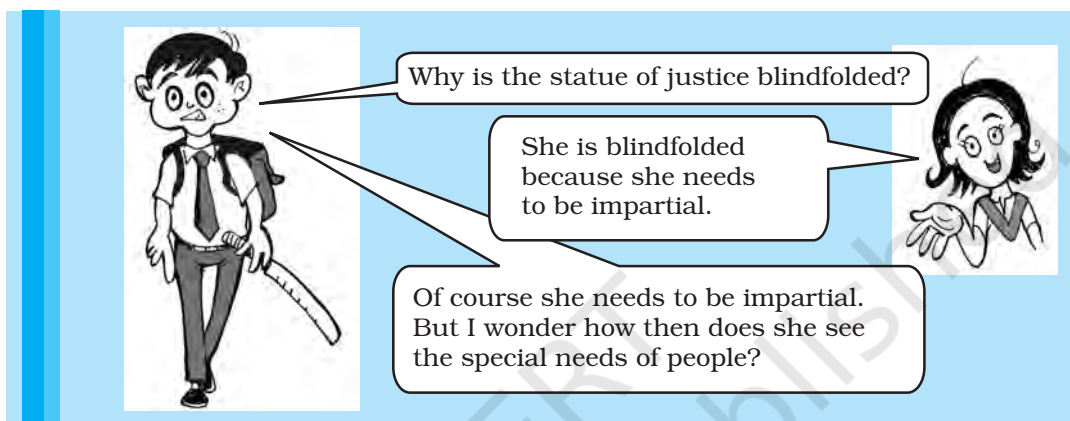 Why is the statue of justice blindfolded?
She is blindfolded
because she needs
to be impartial.
Of course she needs to be impartial.
But I wonder how then does she see
the special needs of people?